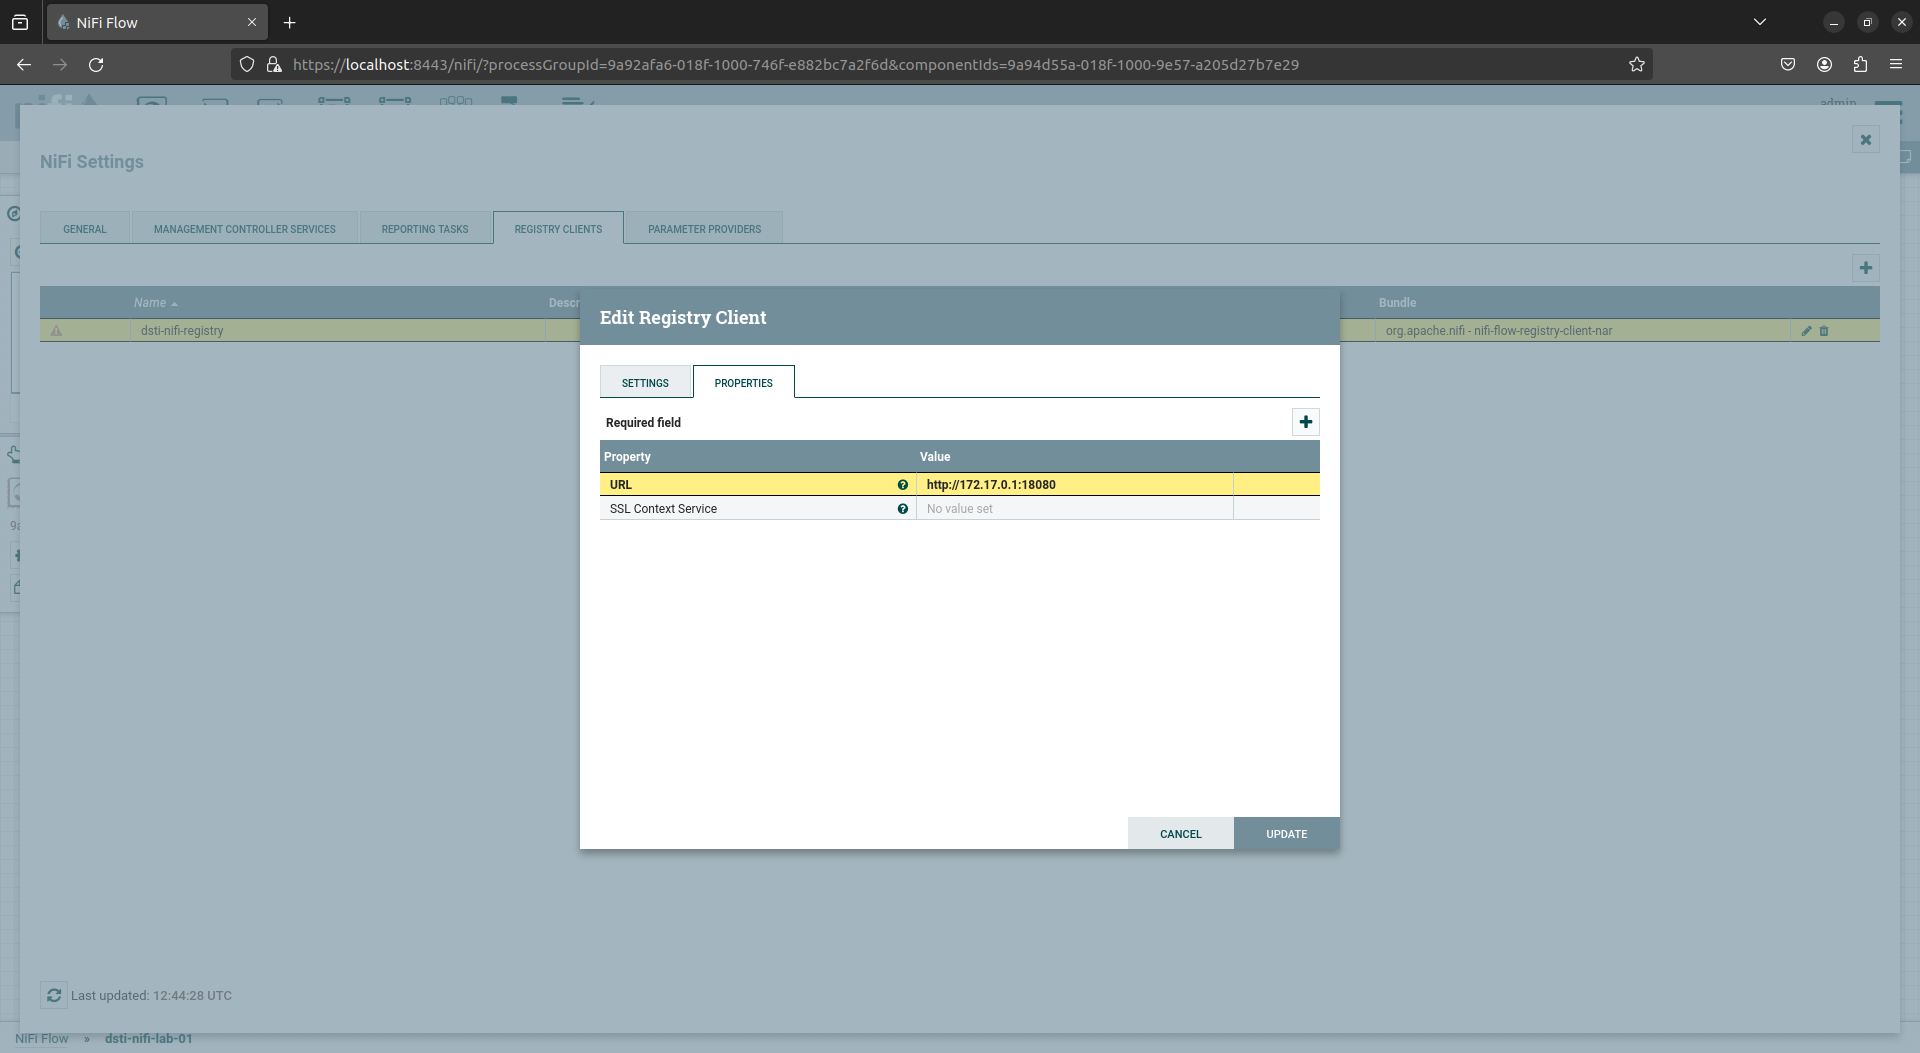 NiFi Flow
https://localhost:8443/nifi/?processGroupId=9a92afa6-018f-1000-746f-e882bc7a2f6d&componentIds=9a94d55a-018f-1000-9e57-a205d27b7e29
admin
NiFi Settings
GENERAL
MANAGEMENT CONTROLLER SERVICES
REPORTING TASKS
REGISTRY CLIENTS
PARAMETER PROVIDERS
Name
Bundle
dsti-nifi-registry
org.apache.nifi - nifi-flow-registry-client-nar
Edit Registry Client
SETTINGS
PROPERTIES
Required field
Property
Value
URL
http://172.17.0.1:18080
SSL Context Service
No value set
CANCEL
UPDATE
Last updated: 12:44:28 UTC
NiFi Flow » dsti-nifi-lab-01